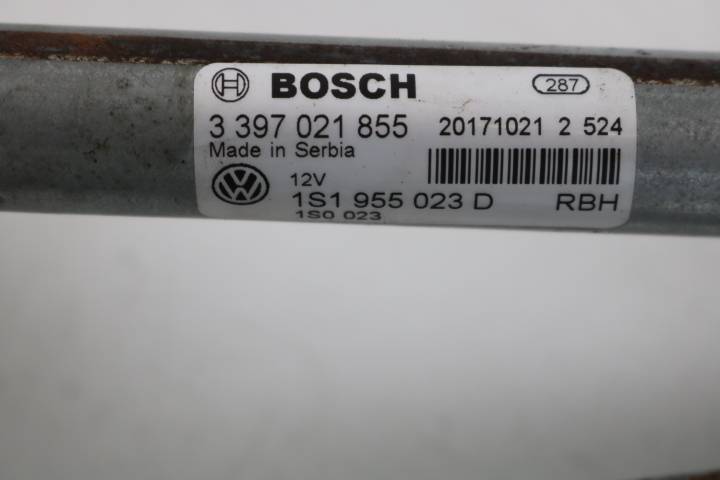 BOSCH 287
3 397 021 855 20171021 2 524
Made in Serbia
VW 12V
1S1 955 023 D RBH
1S0 023